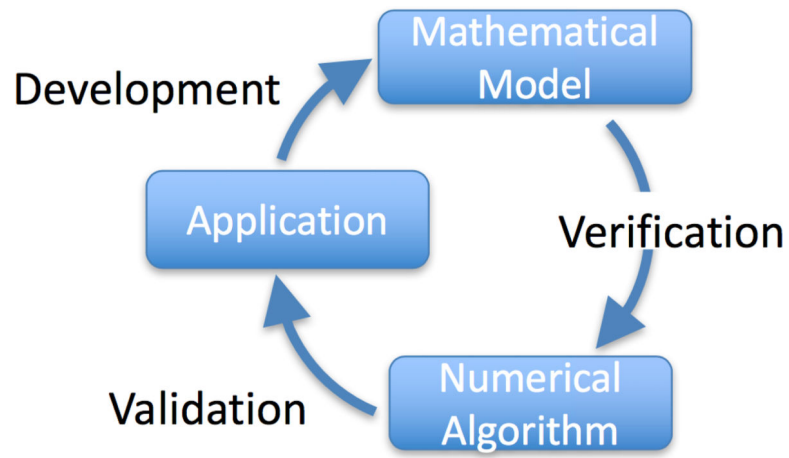 Mathematical
Model
Development
Application
Verification
Numerical
Algorithm
Validation